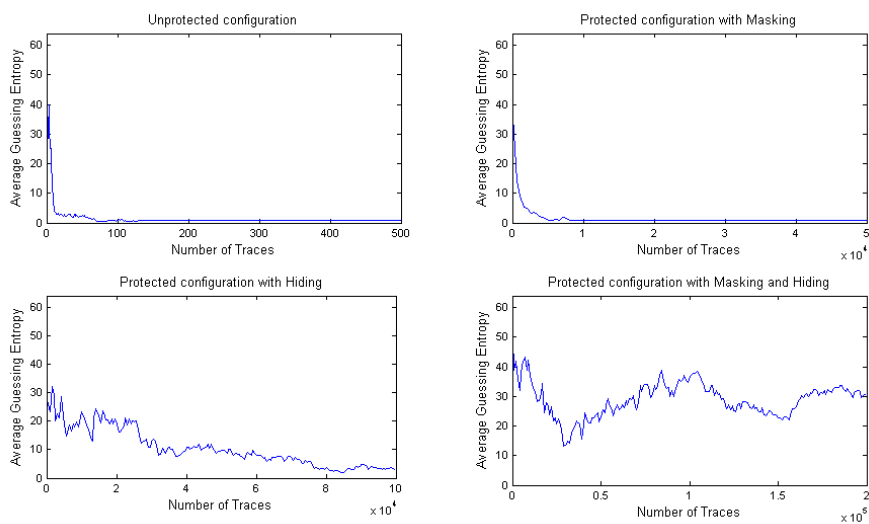 Unprotected configuration
Average Guessing Entropy
60
50
40
30
20
10
0
0 100 200 300 400 500
Number of Traces
Protected configuration with Masking
Average Guessing Entropy
60
50
40
30
20
10
0
0 1 2 3 4 5
Number of Traces
x 10^4
Protected configuration with Hiding
Average Guessing Entropy
60
50
40
30
20
10
0
0 2 4 6 8 10
Number of Traces
x 10^4
Protected configuration with Masking and Hiding
Average Guessing Entropy
60
50
40
30
20
10
0
0 0.5 1 1.5 2
Number of Traces
x 10^5